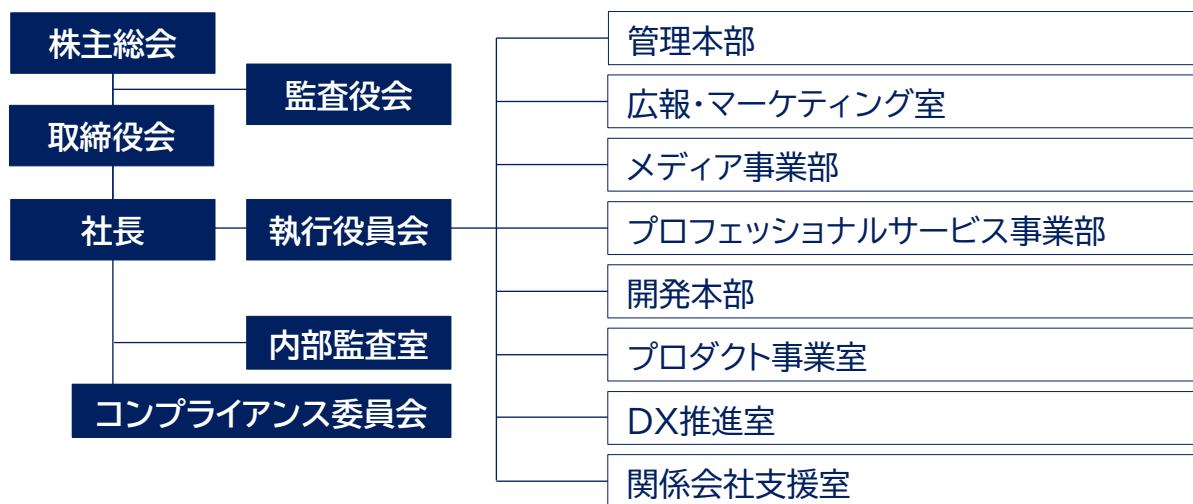 株主総会
監査役会
取締役会
社長
執行役員会
内部監査室
コンプライアンス委員会
管理本部
広報・マーケティング室
メディア事業部
プロフェッショナルサービス事業部
開発本部
プロダクト事業室
DX推進室
関係会社支援室